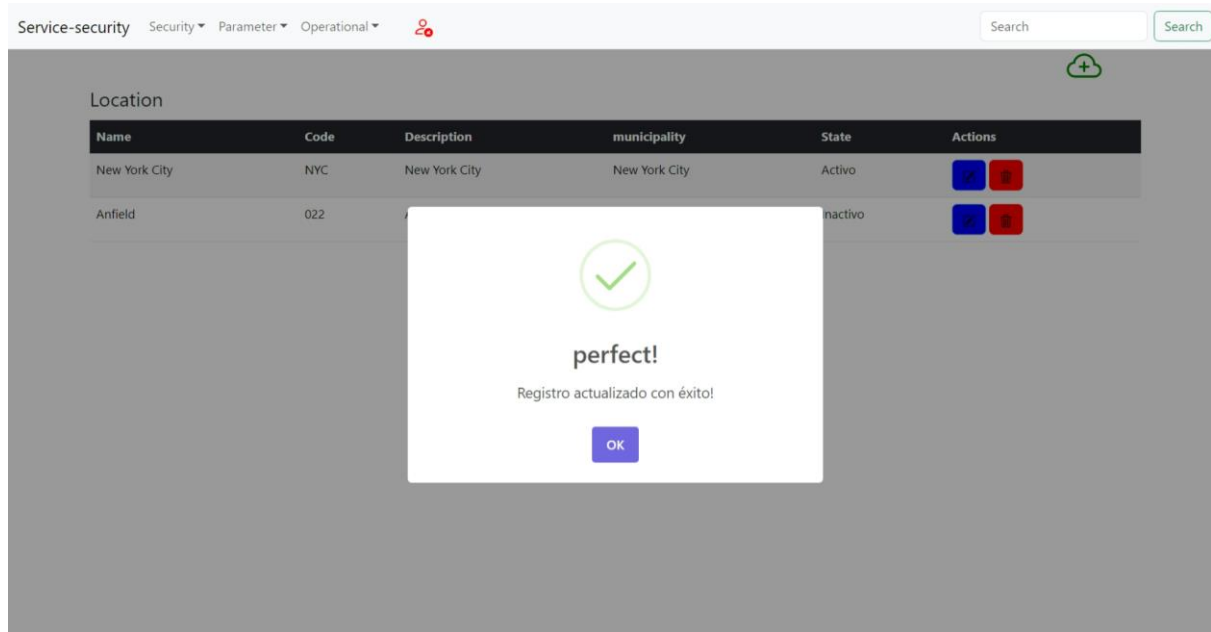 Service-security Security Parameter Operational Search Search
Location
Name Code Description municipality State Actions
New York City NYC New York City New York City Activo
Anfield 022
perfect!
Registro actualizado con éxito!
OK